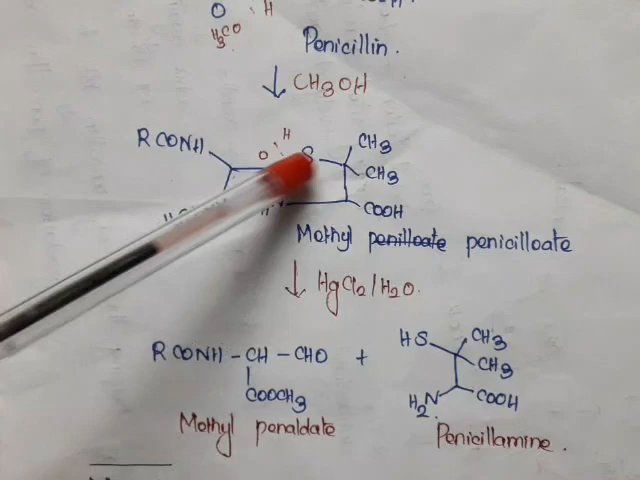 O H
H3CO
Penicillin.
↓ CH3OH
RCONH
H
O S CH3
CH3
COOH
Methyl penilloate penicilloate
↓ HgCl2/H2O.
RCONH - CH - CHO + HS CH3
CH3
COOCH3 H2N COOH
Methyl penaldate Penicillamine.